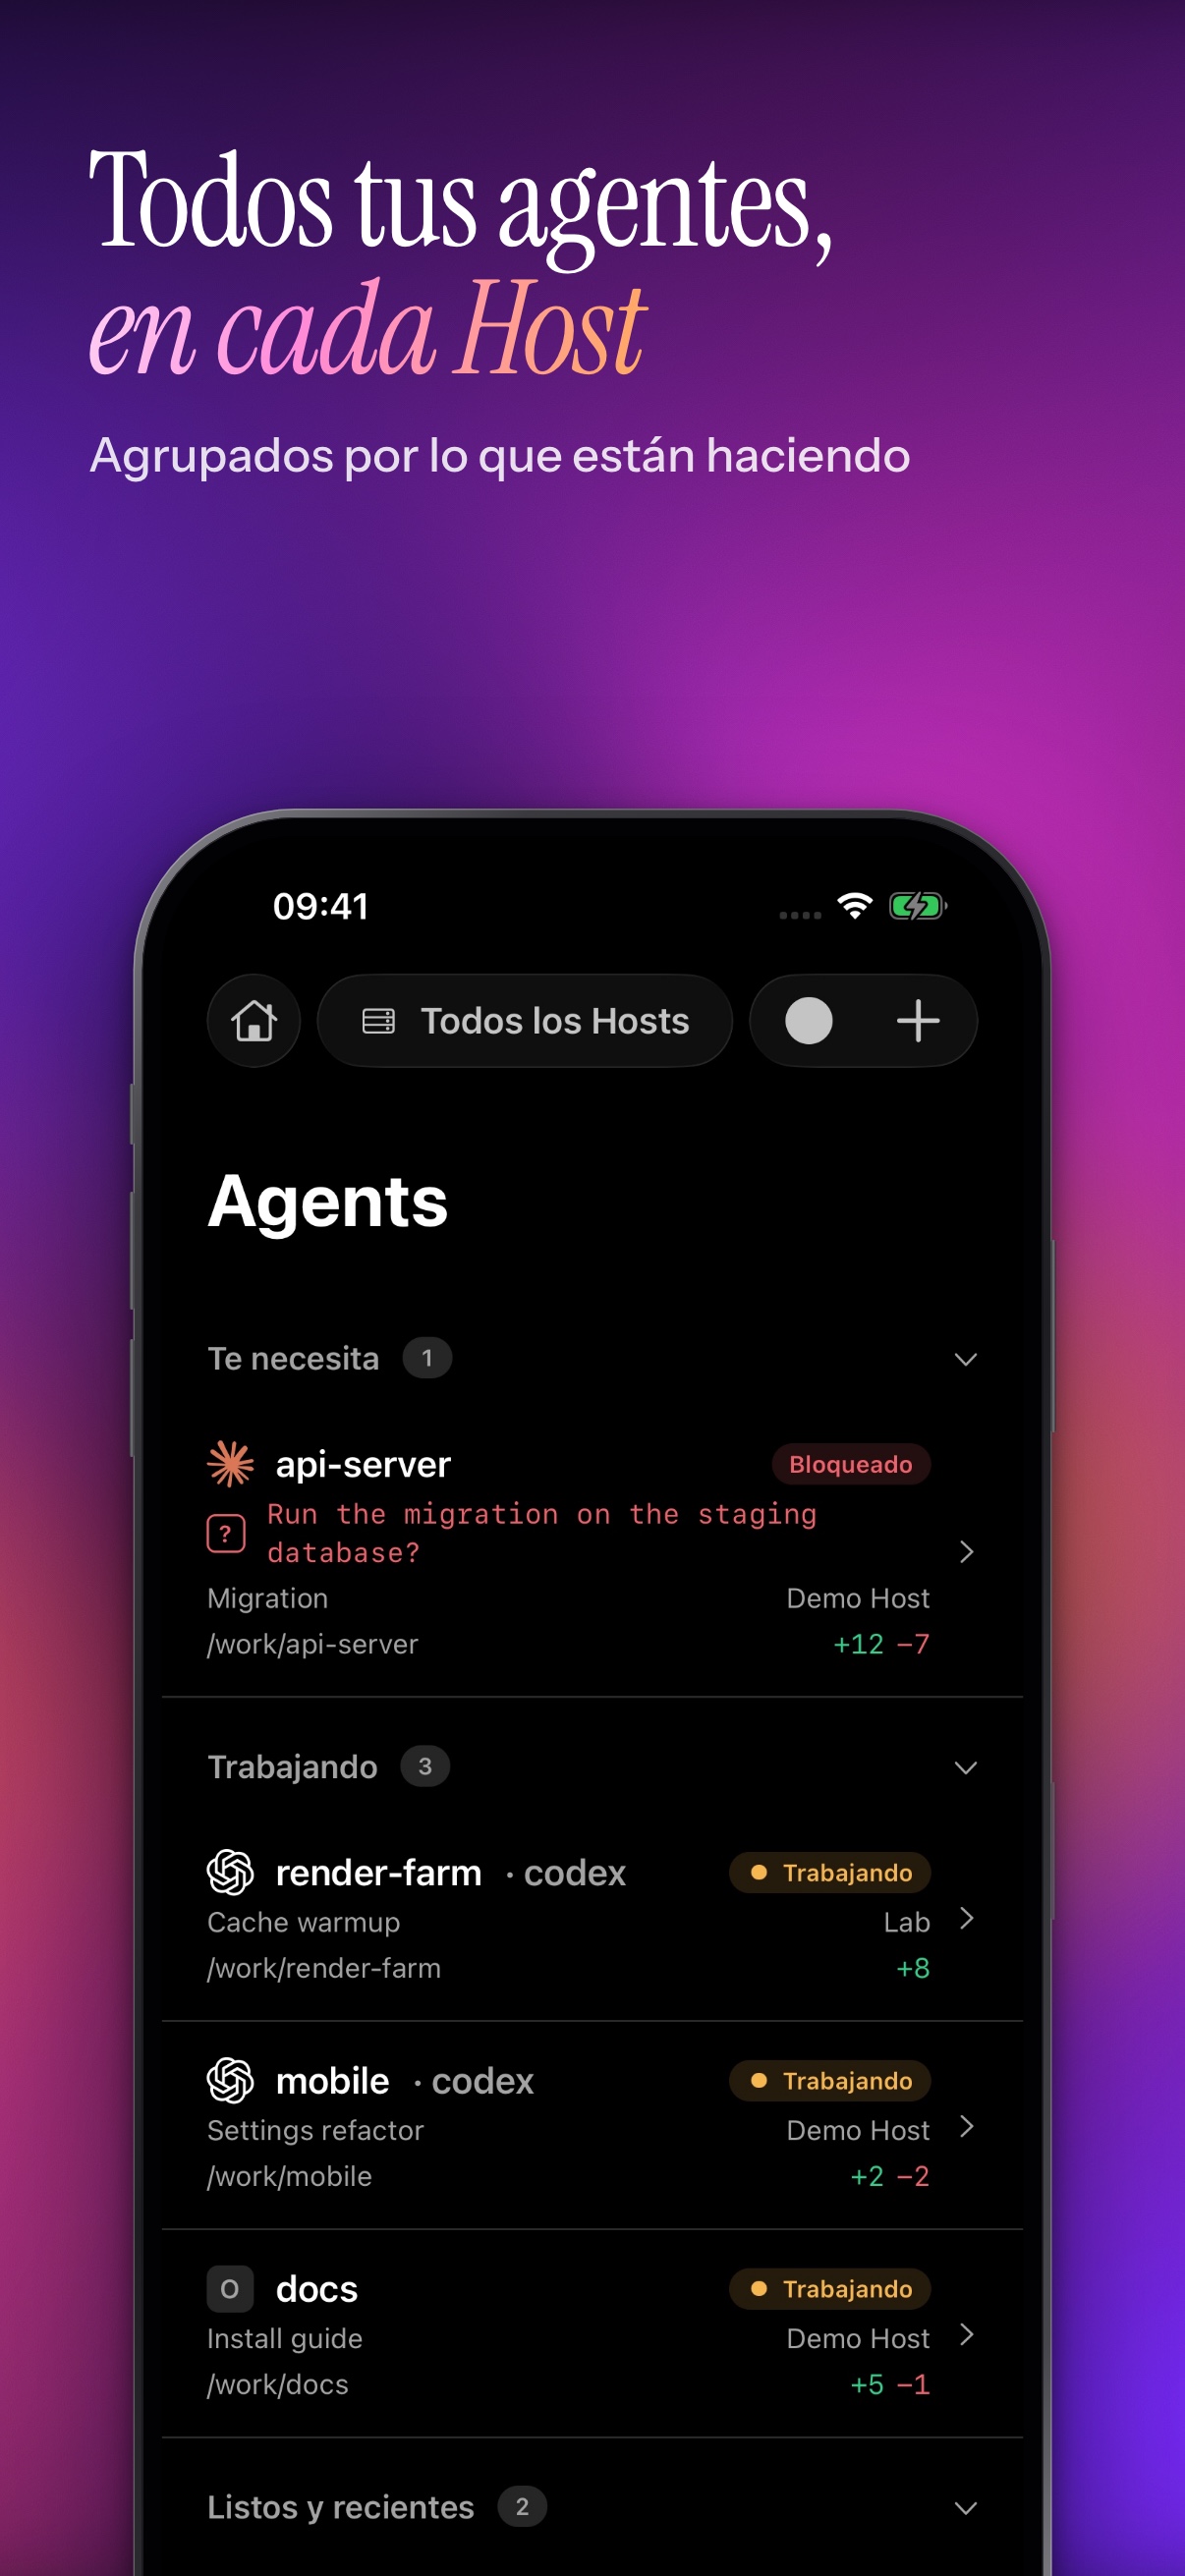 Todos tus agentes,
en cada Host
Agrupados por lo que están haciendo
09:41
Todos los Hosts
Agents
Te necesita 1
api-server Bloqueado
? Run the migration on the staging
database?
Migration Demo Host
/work/api-server +12 −7
Trabajando 3
render-farm · codex Trabajando
Cache warmup Lab
/work/render-farm +8
mobile · codex Trabajando
Settings refactor Demo Host
/work/mobile +2 −2
O docs Trabajando
Install guide Demo Host
/work/docs +5 −1
Listos y recientes 2